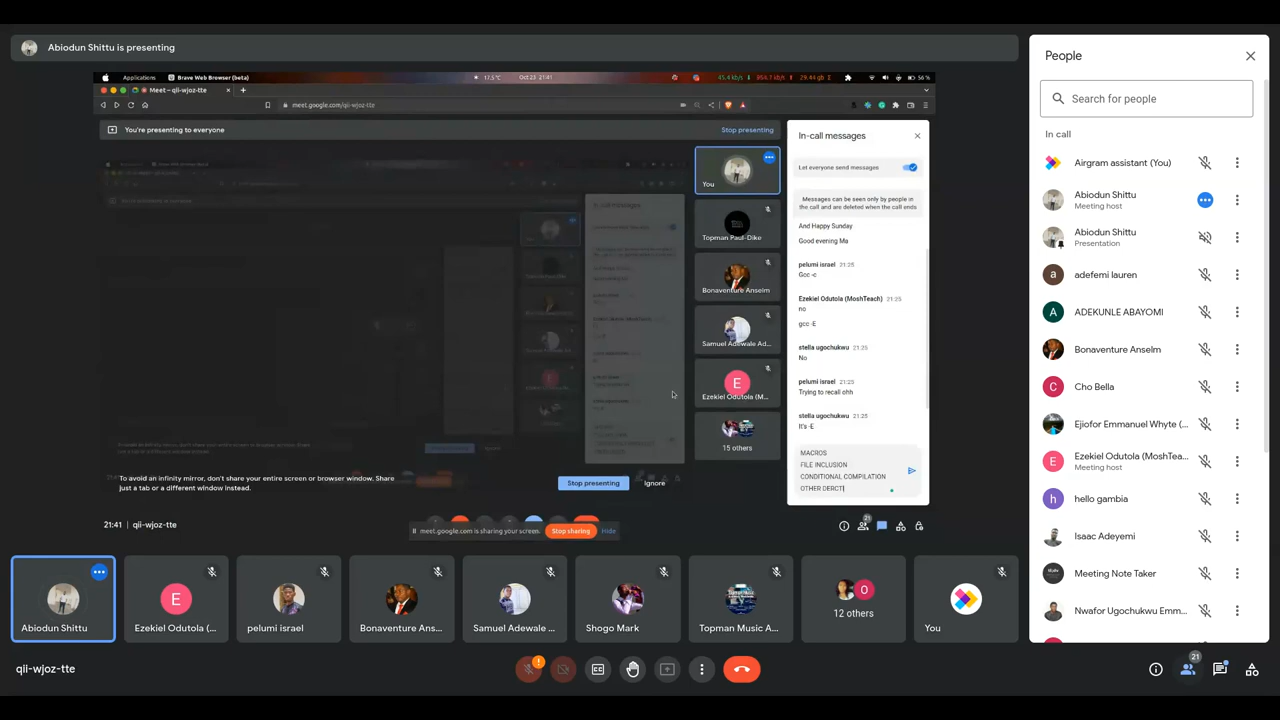 Abiodun Shittu is presenting
Applications
Brave Web Browser (beta)
17.5°C
Oct 23 21:41
Meet – qii-wjoz-tte
meet.google.com/qii-wjoz-tte
You're presenting to everyone
Stop presenting
You
Topman Paul-Dike
Bonaventure Anselm
Samuel Adewale Ad...
E
Ezekiel Odutola (M...
15 others
In-call messages
Let everyone send messages
Messages can be seen only by people in
the call and are deleted when the call ends
And Happy Sunday
Good evening Ma
pelumi israel 21:25
Gcc -c
Ezekiel Odutola (MoshTeach) 21:25
no
gcc -E
stella ugochukwu 21:25
No
pelumi israel 21:25
Trying to recall ohh
stella ugochukwu 21:25
It's -E
MACROS
FILE INCLUSION
CONDITIONAL COMPILATION
OTHER DERCTI
To avoid an infinity mirror, don't share your entire screen or browser window. Share
just a tab or a different window instead.
Stop presenting
Ignore
21:41 | qii-wjoz-tte
meet.google.com is sharing your screen.
Stop sharing
Hide
21
Abiodun Shittu
E
Ezekiel Odutola (...
pelumi israel
Bonaventure Ans...
Samuel Adewale ...
Shogo Mark
Topman Music A...
O
12 others
You
qii-wjoz-tte
People
Search for people
In call
Airgram assistant (You)
Abiodun Shittu
Meeting host
Abiodun Shittu
Presentation
a
adefemi lauren
A
ADEKUNLE ABAYOMI
Bonaventure Anselm
C
Cho Bella
Ejiofor Emmanuel Whyte (...
E
Ezekiel Odutola (MoshTea...
Meeting host
h
hello gambia
Isaac Adeyemi
Meeting Note Taker
Nwafor Ugochukwu Emm...
21